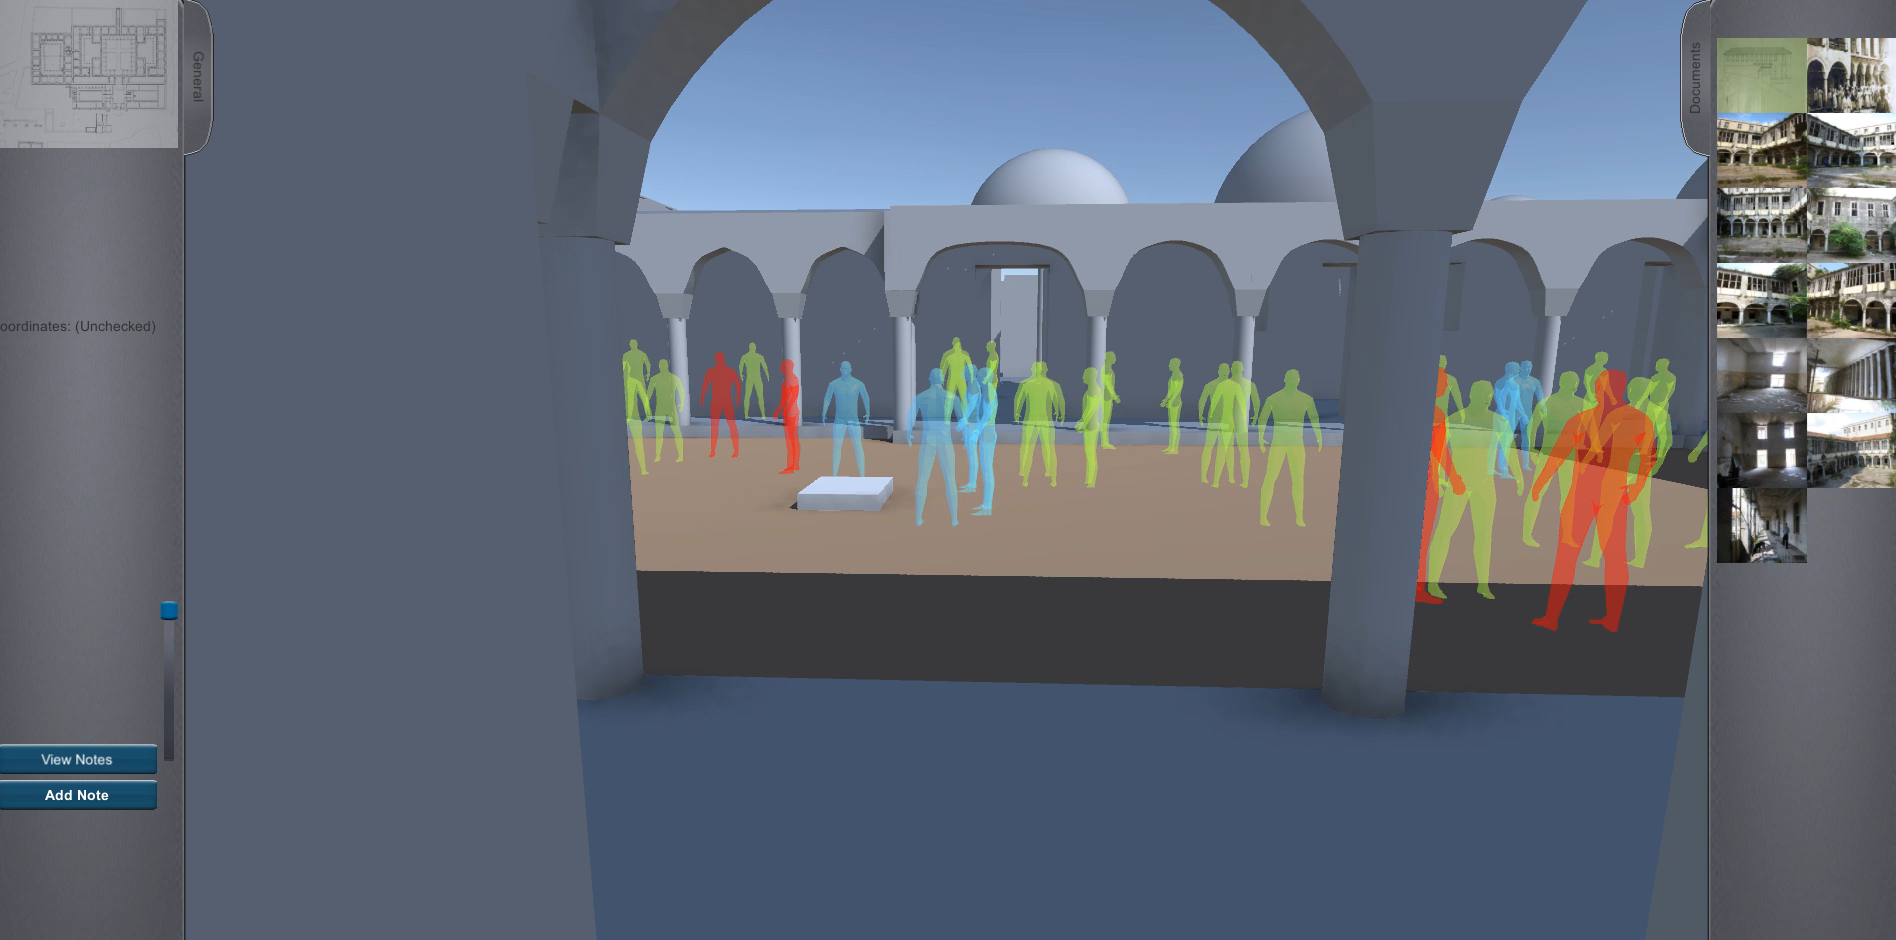 General
Documents
oordinates: (Unchecked)
View Notes
Add Note